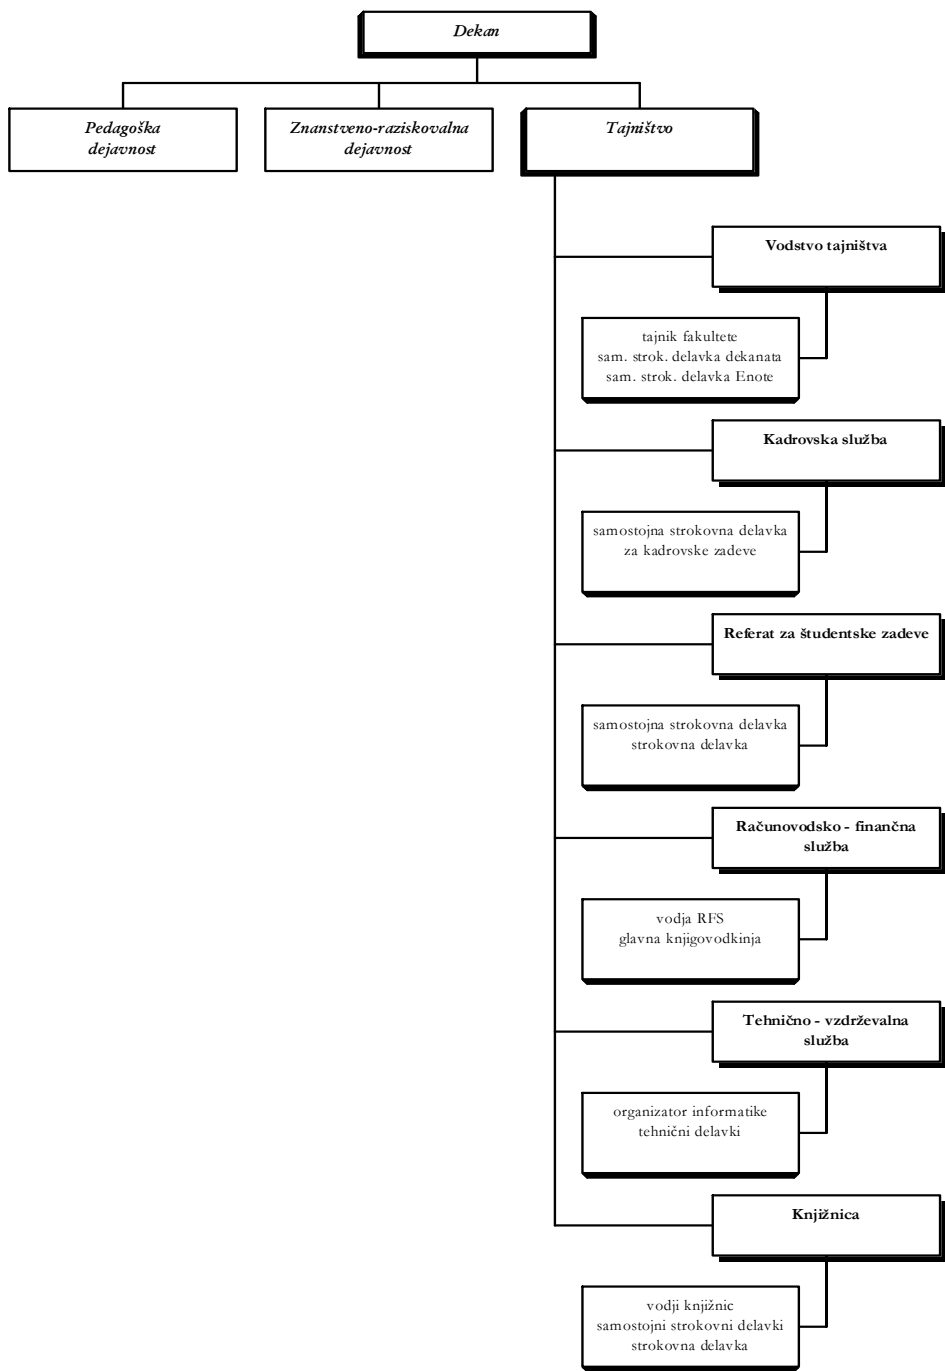 Dekan
Pedagoška
dejavnost
Znanstveno-raziskovalna
dejavnost
Tajništvo
Vodstvo tajništva
tajnik fakultete
sam. strok. delavka dekanata
sam. strok. delavka Enote
Kadrovska služba
samostojna strokovna delavka
za kadrovske zadeve
Referat za študentske zadeve
samostojna strokovna delavka
strokovna delavka
Računovodsko - finančna
služba
vodja RFS
glavna knjigovodkinja
Tehnično - vzdrževalna
služba
organizator informatike
tehnični delavki
Knjižnica
vodji knjižnic
samostojni strokovni delavki
strokovna delavka